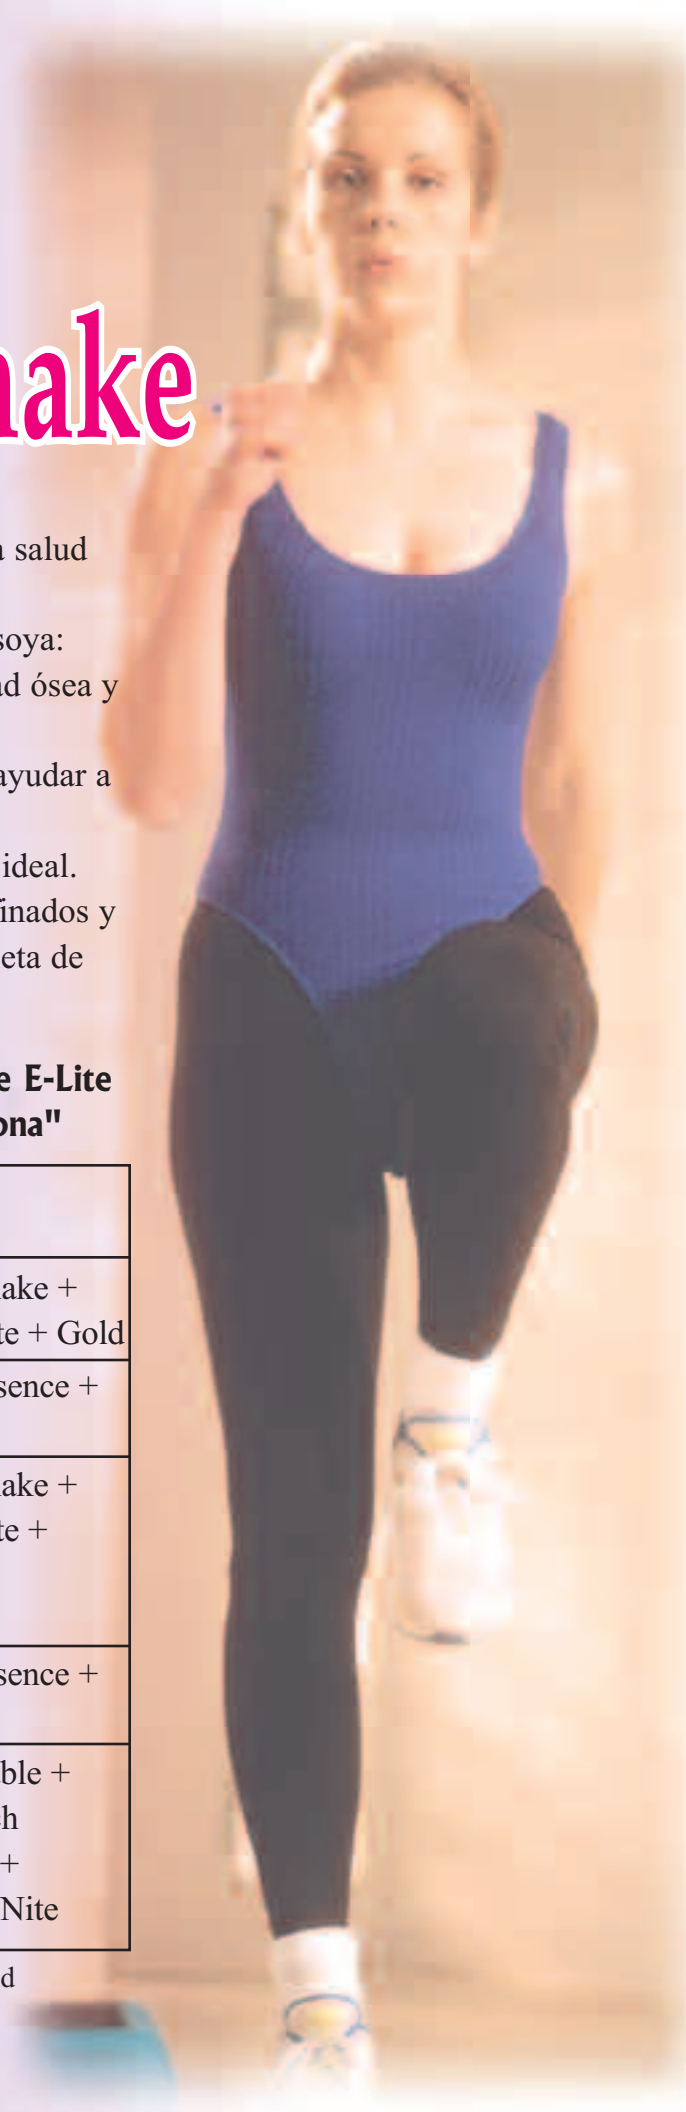 hake
a salud
soya:
ad ósea y
ayudar a
ideal.
finados y
eta de
e E-Lite
ona"
ake +
te + Gold
sence +
ake +
te +
sence +
ble +
h
+
Nite
d